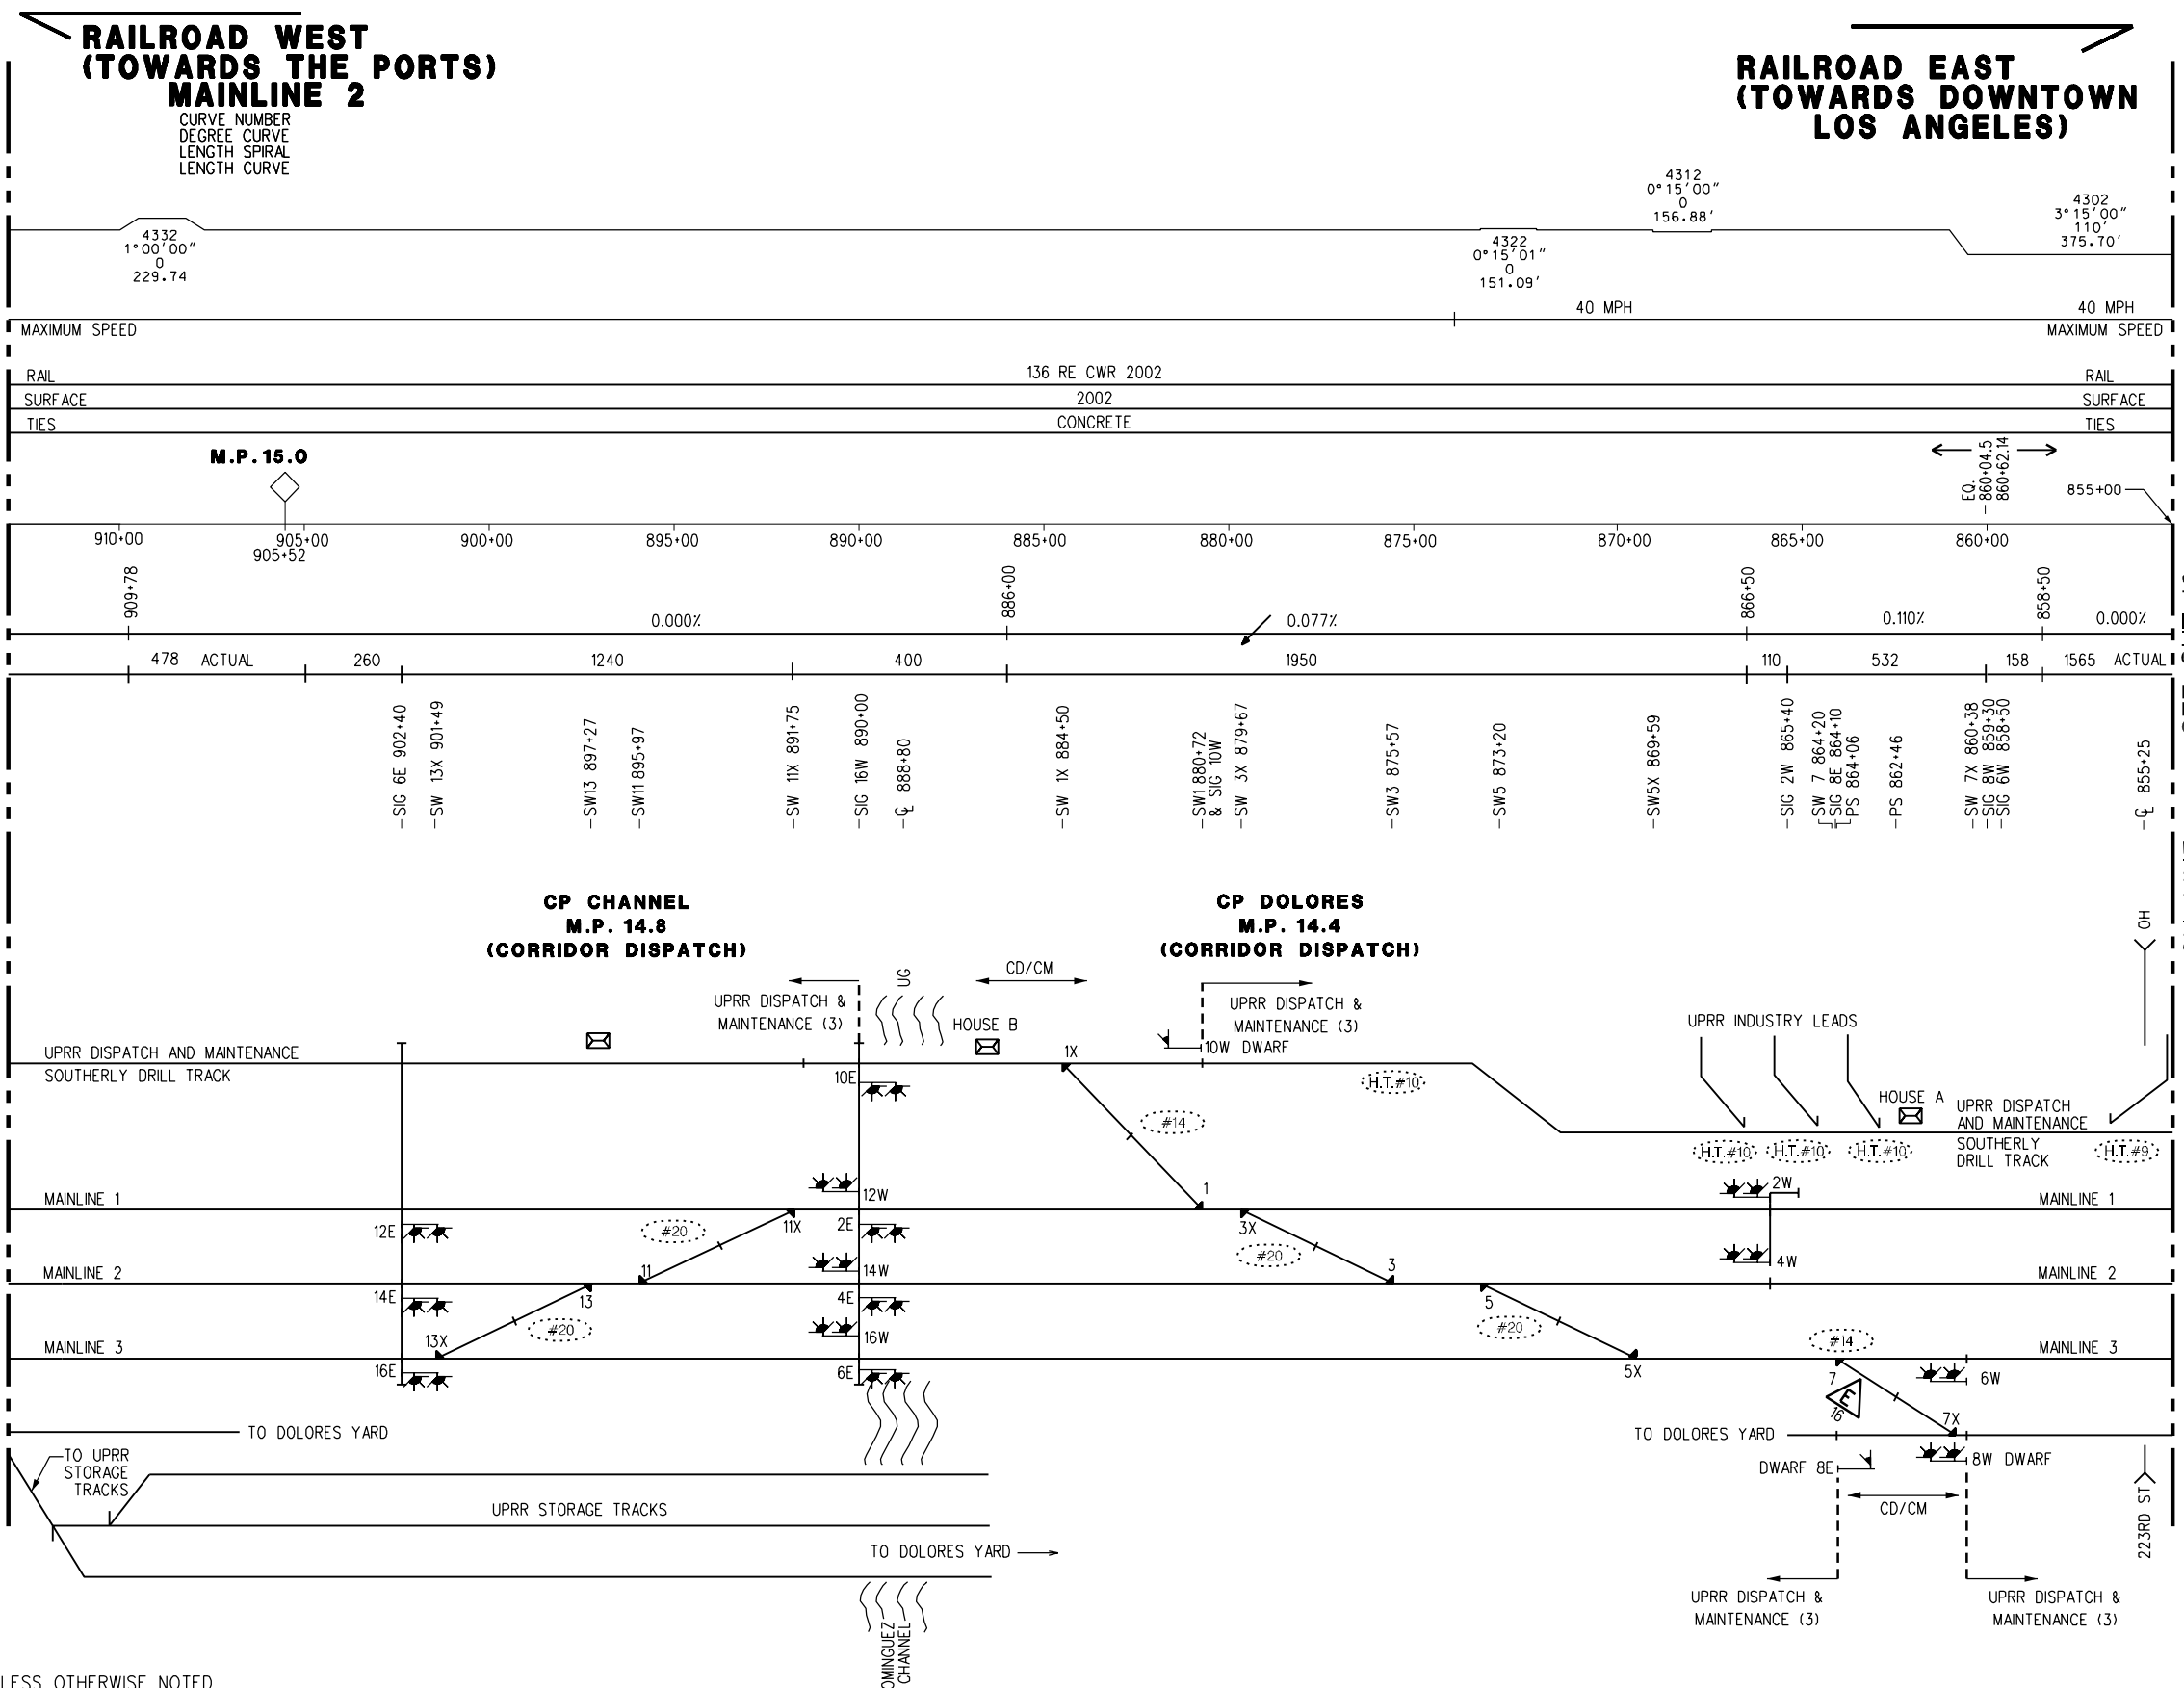 RAILROAD WEST
(TOWARDS THE PORTS)
MAINLINE 2
CURVE NUMBER
DEGREE CURVE
LENGTH SPIRAL
LENGTH CURVE
RAILROAD EAST
(TOWARDS DOWNTOWN
LOS ANGELES)
4332
1°00'00"
0
229.74
4322
0°15'01"
0
151.09'
4312
0°15'00"
0
156.88'
4302
3°15'00"
110'
375.70'
40 MPH
40 MPH
MAXIMUM SPEED
MAXIMUM SPEED
RAIL
136 RE CWR 2002
RAIL
SURFACE
2002
SURFACE
TIES
CONCRETE
TIES
M.P.15.0
EQ.
860+04.5
860+62.14
855+00
910+00
905+00
905+52
900+00
895+00
890+00
885+00
880+00
875+00
870+00
865+00
860+00
909+78
886+00
866+50
858+50
0.000%
0.077%
0.110%
0.000%
478 ACTUAL
260
1240
400
1950
110
532
158
1565 ACTUAL
SIG 6E 902+40
SW 13X 901+49
SW13 897+27
SW11 895+97
SW 11X 891+75
SIG 16W 890+00
℄ 888+80
SW 1X 884+50
SW1 880+72
& SIG 10W
SW 3X 879+67
SW3 875+57
SW5 873+20
SW5X 869+59
SIG 2W 865+40
SW 7 864+20
SIG 8E 864+10
PS 864+06
PS 862+46
SW 7X 860+38
SIG 8W 859+30
SIG 6W 858+50
℄ 855+25
CP CHANNEL
M.P. 14.8
(CORRIDOR DISPATCH)
CP DOLORES
M.P. 14.4
(CORRIDOR DISPATCH)
OH
UG
CD/CM
UPRR DISPATCH &
MAINTENANCE (3)
HOUSE B
UPRR DISPATCH &
MAINTENANCE (3)
10W DWARF
UPRR INDUSTRY LEADS
UPRR DISPATCH AND MAINTENANCE
SOUTHERLY DRILL TRACK
10E
1X
H.T.#10
HOUSE A
UPRR DISPATCH
AND MAINTENANCE
SOUTHERLY
DRILL TRACK
#14
H.T.#10
H.T.#10
H.T.#10
H.T.#9
MAINLINE 1
12W
1
2W
MAINLINE 1
12E
#20
11X
2E
3X
#20
14W
4W
MAINLINE 2
11
3
MAINLINE 2
14E
13
4E
5
#20
16W
#20
#14
MAINLINE 3
13X
MAINLINE 3
16E
6E
5X
7
6W
E
16
7X
TO DOLORES YARD
TO DOLORES YARD
TO UPRR
STORAGE
TRACKS
DWARF 8E
8W DWARF
CD/CM
UPRR STORAGE TRACKS
TO DOLORES YARD
223RD ST
UPRR DISPATCH &
MAINTENANCE (3)
UPRR DISPATCH &
MAINTENANCE (3)
OMINGUEZ
CHANNEL
LESS OTHERWISE NOTED